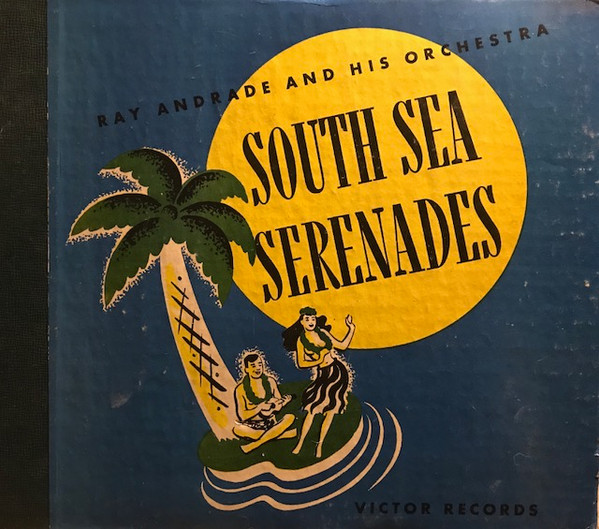 RAY ANDRADE AND HIS ORCHESTRA
SOUTH SEA
SERENADES
VICTOR RECORDS